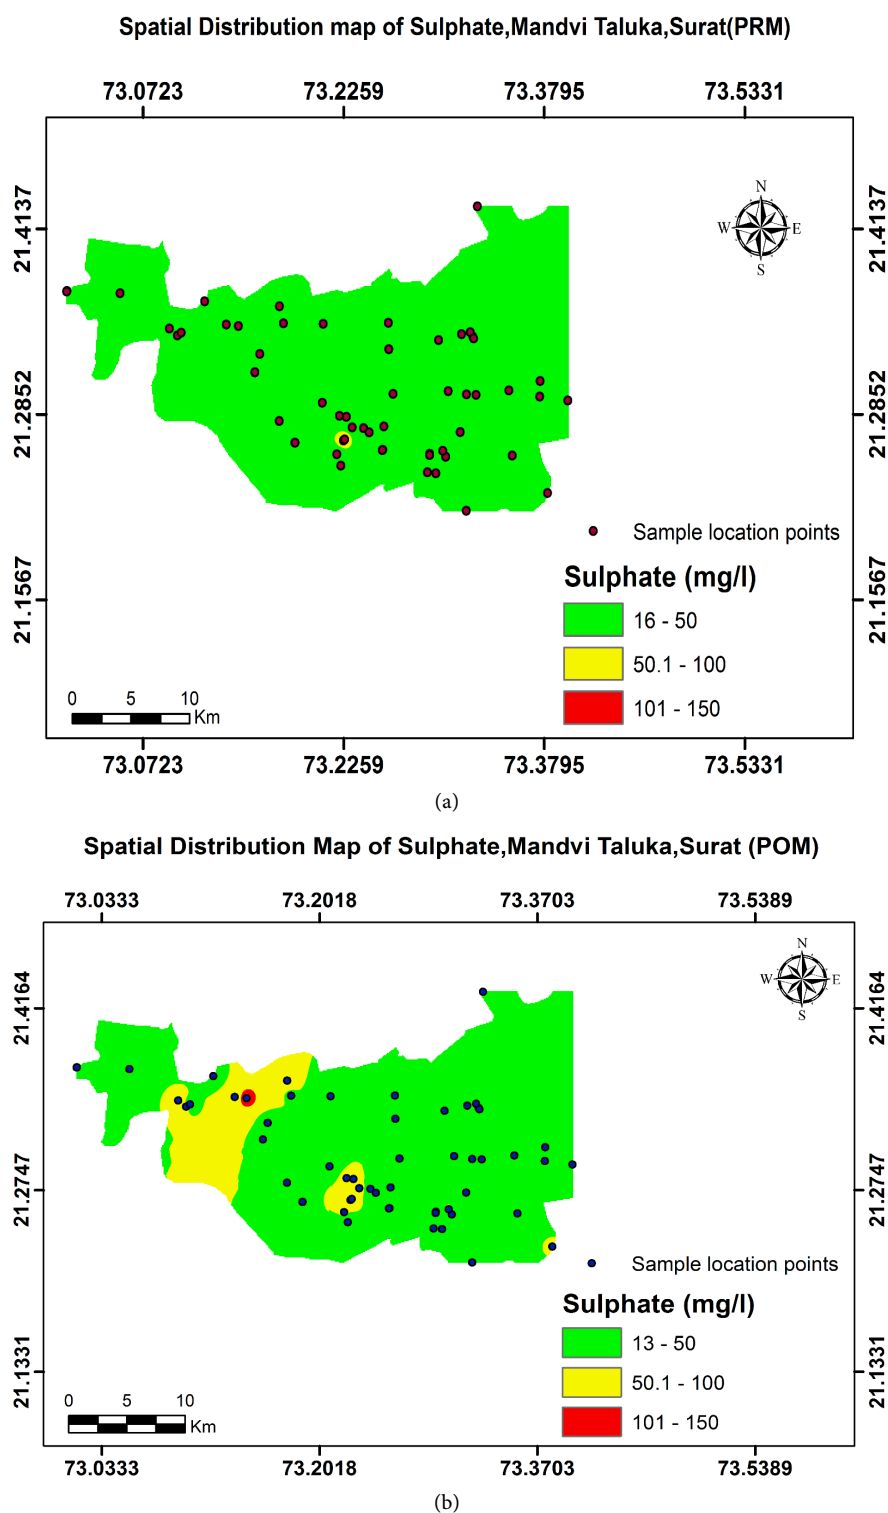 Spatial Distribution map of Sulphate,Mandvi Taluka,Surat(PRM)
73.0723 73.2259 73.3795 73.5331
N
W E
S
21.4137 21.4137
21.2852 21.2852
21.1567 21.1567
Sample location points
Sulphate (mg/l)
16 - 50
50.1 - 100
101 - 150
0 5 10
Km
73.0723 73.2259 73.3795 73.5331
(a)
Spatial Distribution Map of Sulphate,Mandvi Taluka,Surat (POM)
73.0333 73.2018 73.3703 73.5389
N
W E
S
21.4164 21.4164
21.2747 21.2747
21.1331 21.1331
Sample location points
Sulphate (mg/l)
13 - 50
50.1 - 100
101 - 150
0 5 10
Km
73.0333 73.2018 73.3703 73.5389
(b)